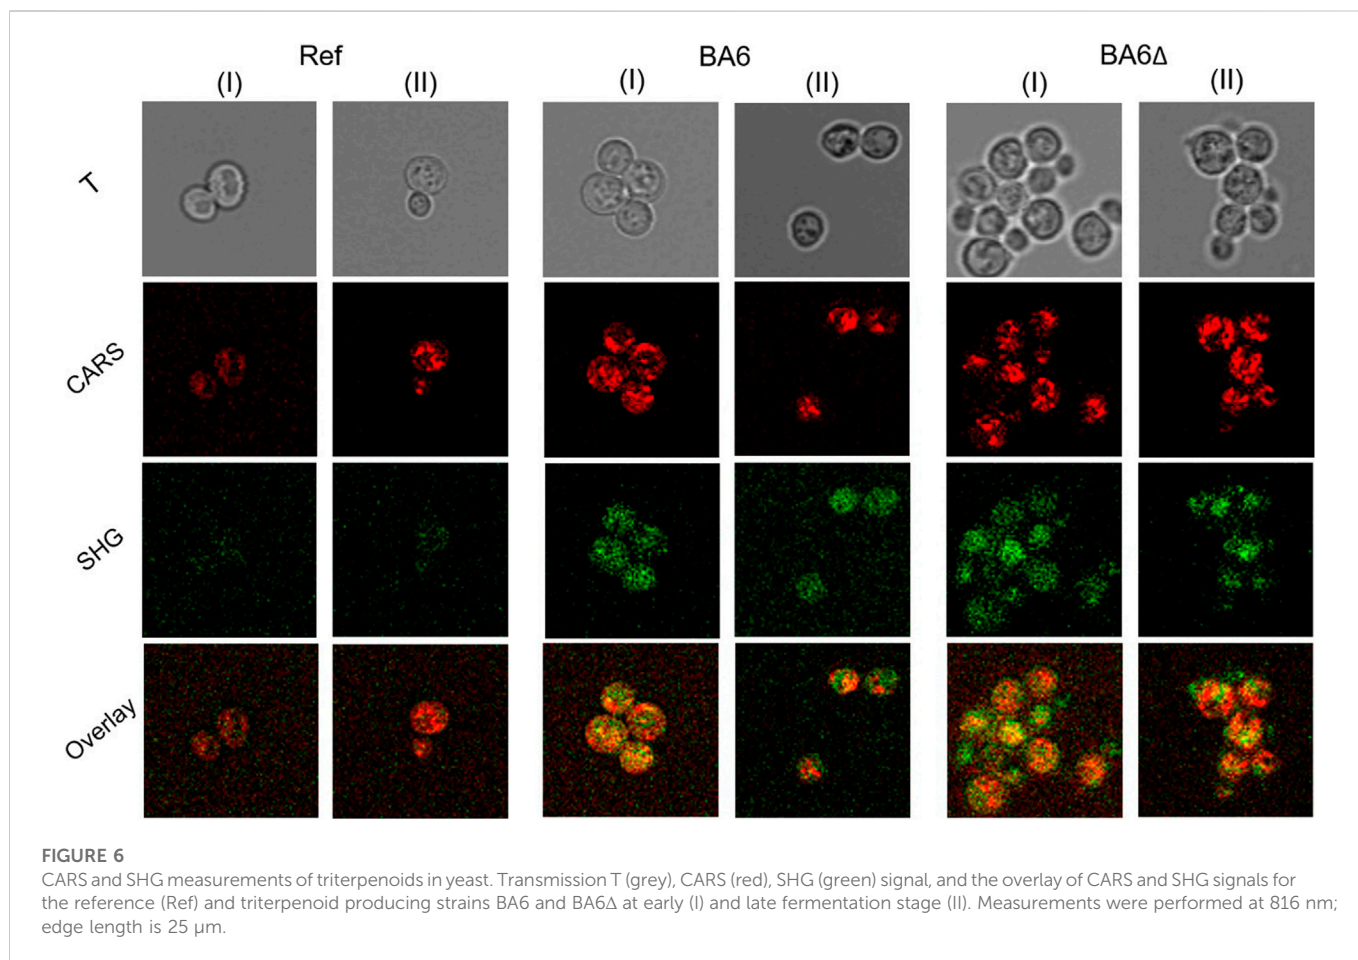 Ref BA6 BA6Δ
(I) (II) (I) (II) (I) (II)
T
CARS
SHG
Overlay
FIGURE 6
CARS and SHG measurements of triterpenoids in yeast. Transmission T (grey), CARS (red), SHG (green) signal, and the overlay of CARS and SHG signals for
the reference (Ref) and triterpenoid producing strains BA6 and BA6Δ at early (I) and late fermentation stage (II). Measurements were performed at 816 nm;
edge length is 25 μm.